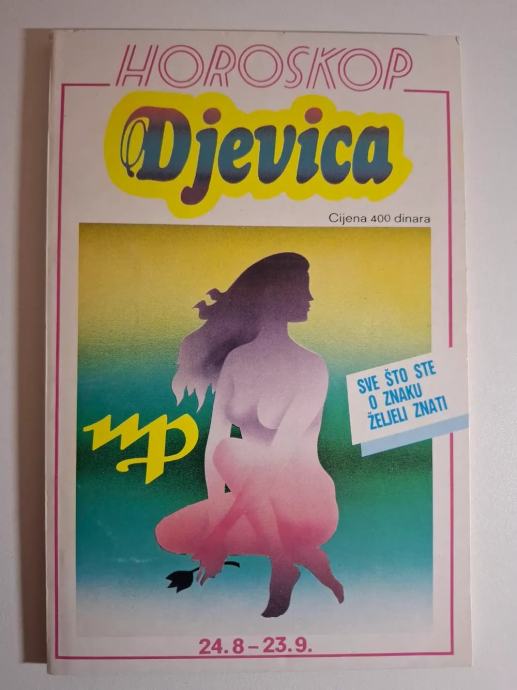 HOROSKOP
Djevica
Cijena 400 dinara
SVE ŠTO STE
O ZNAKU
ŽELJELI ZNATI
24.8-23.9.